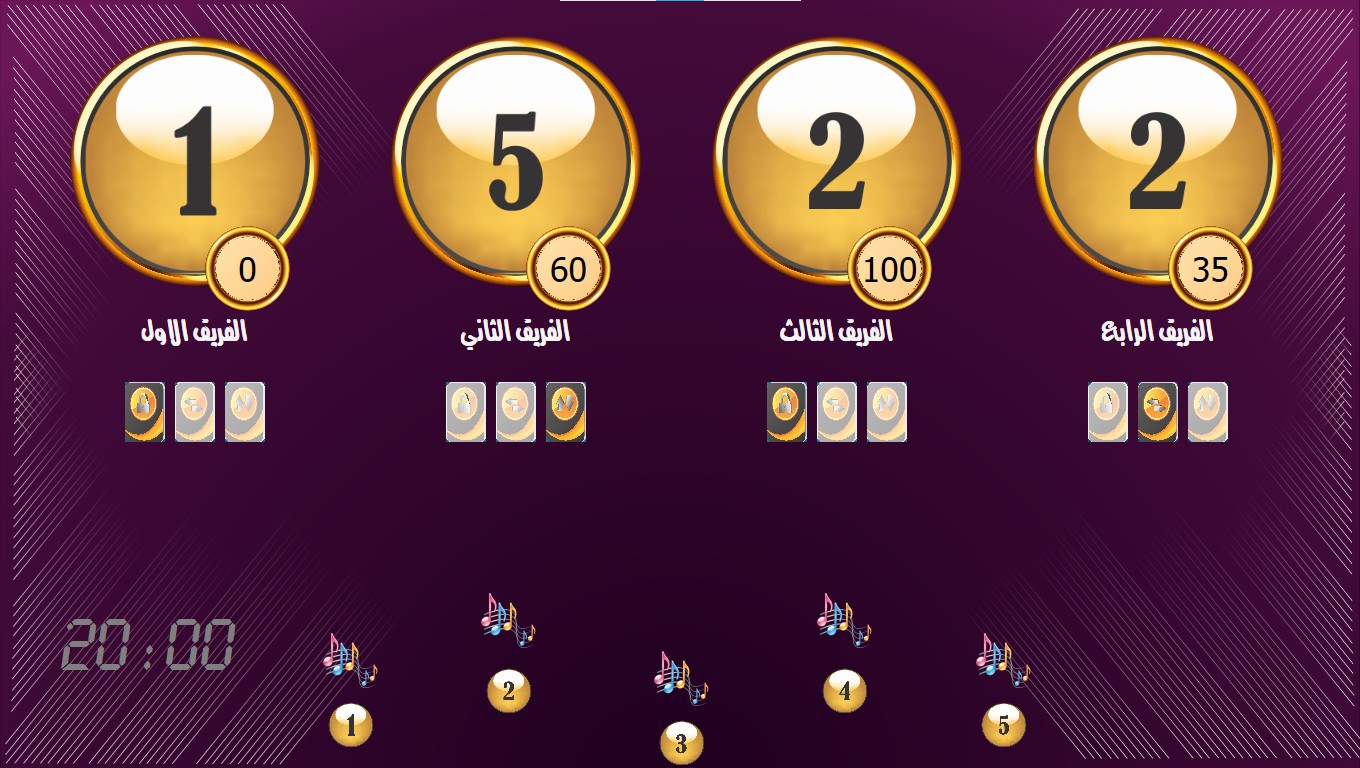 1 5 2 2
0 60 100 35
الفريق الاول
الفريق الثاني
الفريق الثالث
الفريق الرابع
20:00
1
2
3
4
5